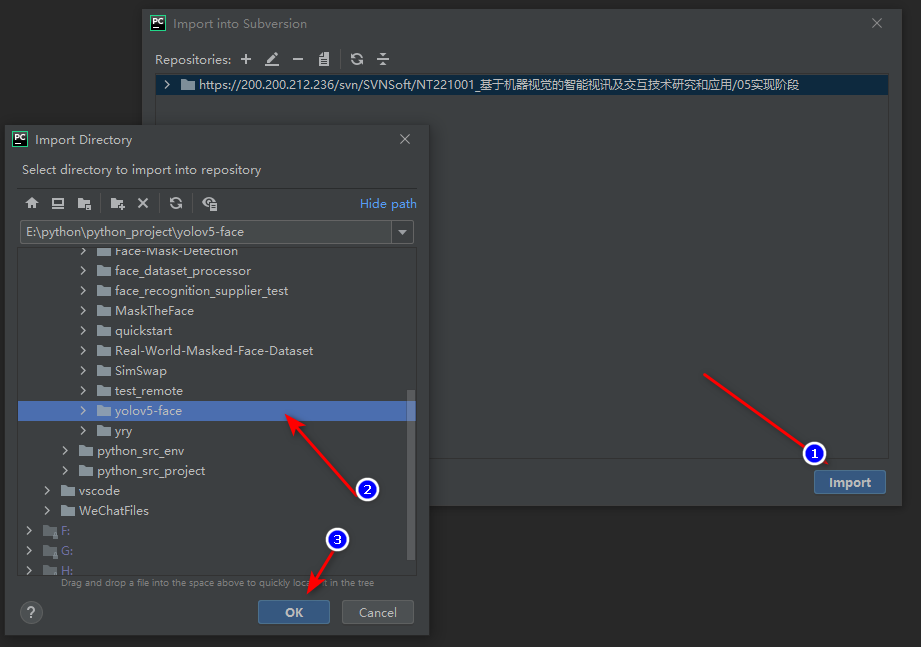 PC Import into Subversion
Repositories:
https://200.200.212.236/svn/SVNSoft/NT221001_基于机器视觉的智能视讯及交互技术研究和应用/05实现阶段
1
Import
PC Import Directory
Select directory to import into repository
Hide path
E:\python\python_project\yolov5-face
Face-Mask-Detection
face_dataset_processor
face_recognition_supplier_test
MaskTheFace
quickstart
Real-World-Masked-Face-Dataset
SimSwap
test_remote
yolov5-face
yry
python_src_env
python_src_project
2
vscode
WeChatFiles
F:
3
G:
H:
Drag and drop a file into the space above to quickly locate it in the tree
?
OK
Cancel